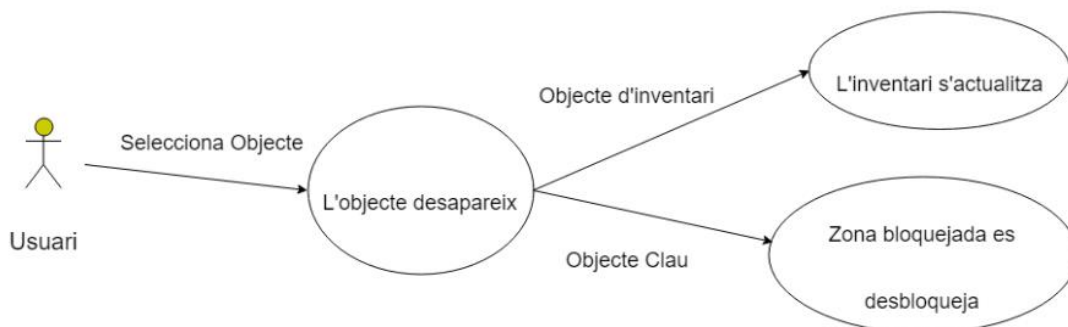 Usuari
Selecciona Objecte
L'objecte desapareix
Objecte d'inventari
L'inventari s'actualitza
Objecte Clau
Zona bloquejada es
desbloqueja